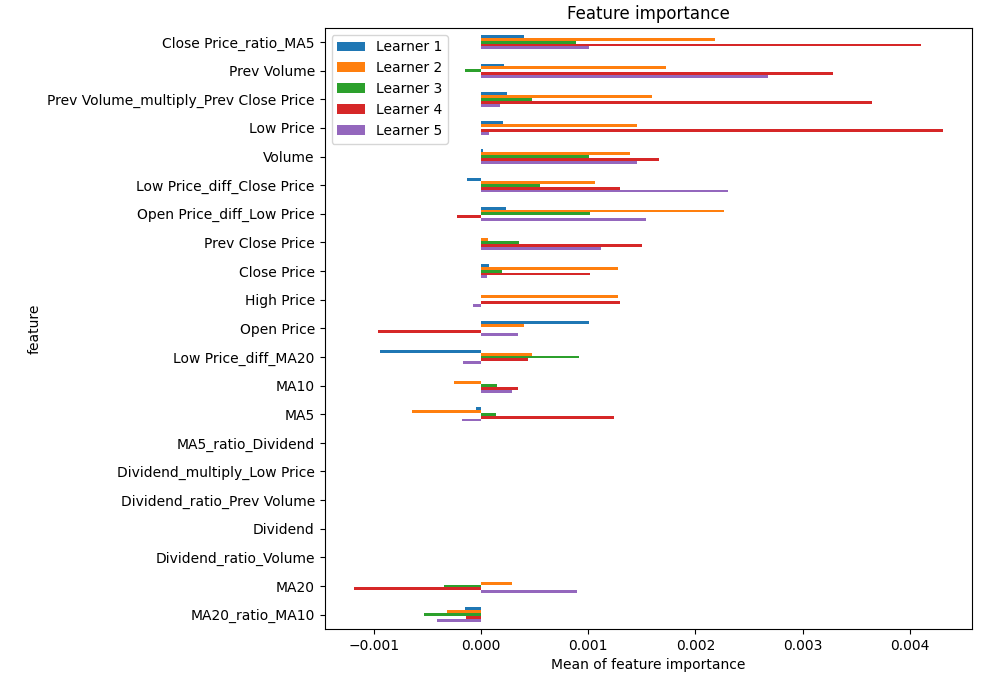 Feature importance
Learner 1
Learner 2
Learner 3
Learner 4
Learner 5
Close Price_ratio_MA5
Prev Volume
Prev Volume_multiply_Prev Close Price
Low Price
Volume
Low Price_diff_Close Price
Open Price_diff_Low Price
Prev Close Price
Close Price
High Price
Open Price
Low Price_diff_MA20
MA10
MA5
MA5_ratio_Dividend
Dividend_multiply_Low Price
Dividend_ratio_Prev Volume
Dividend
Dividend_ratio_Volume
MA20
MA20_ratio_MA10
feature
−0.001 0.000 0.001 0.002 0.003 0.004
Mean of feature importance